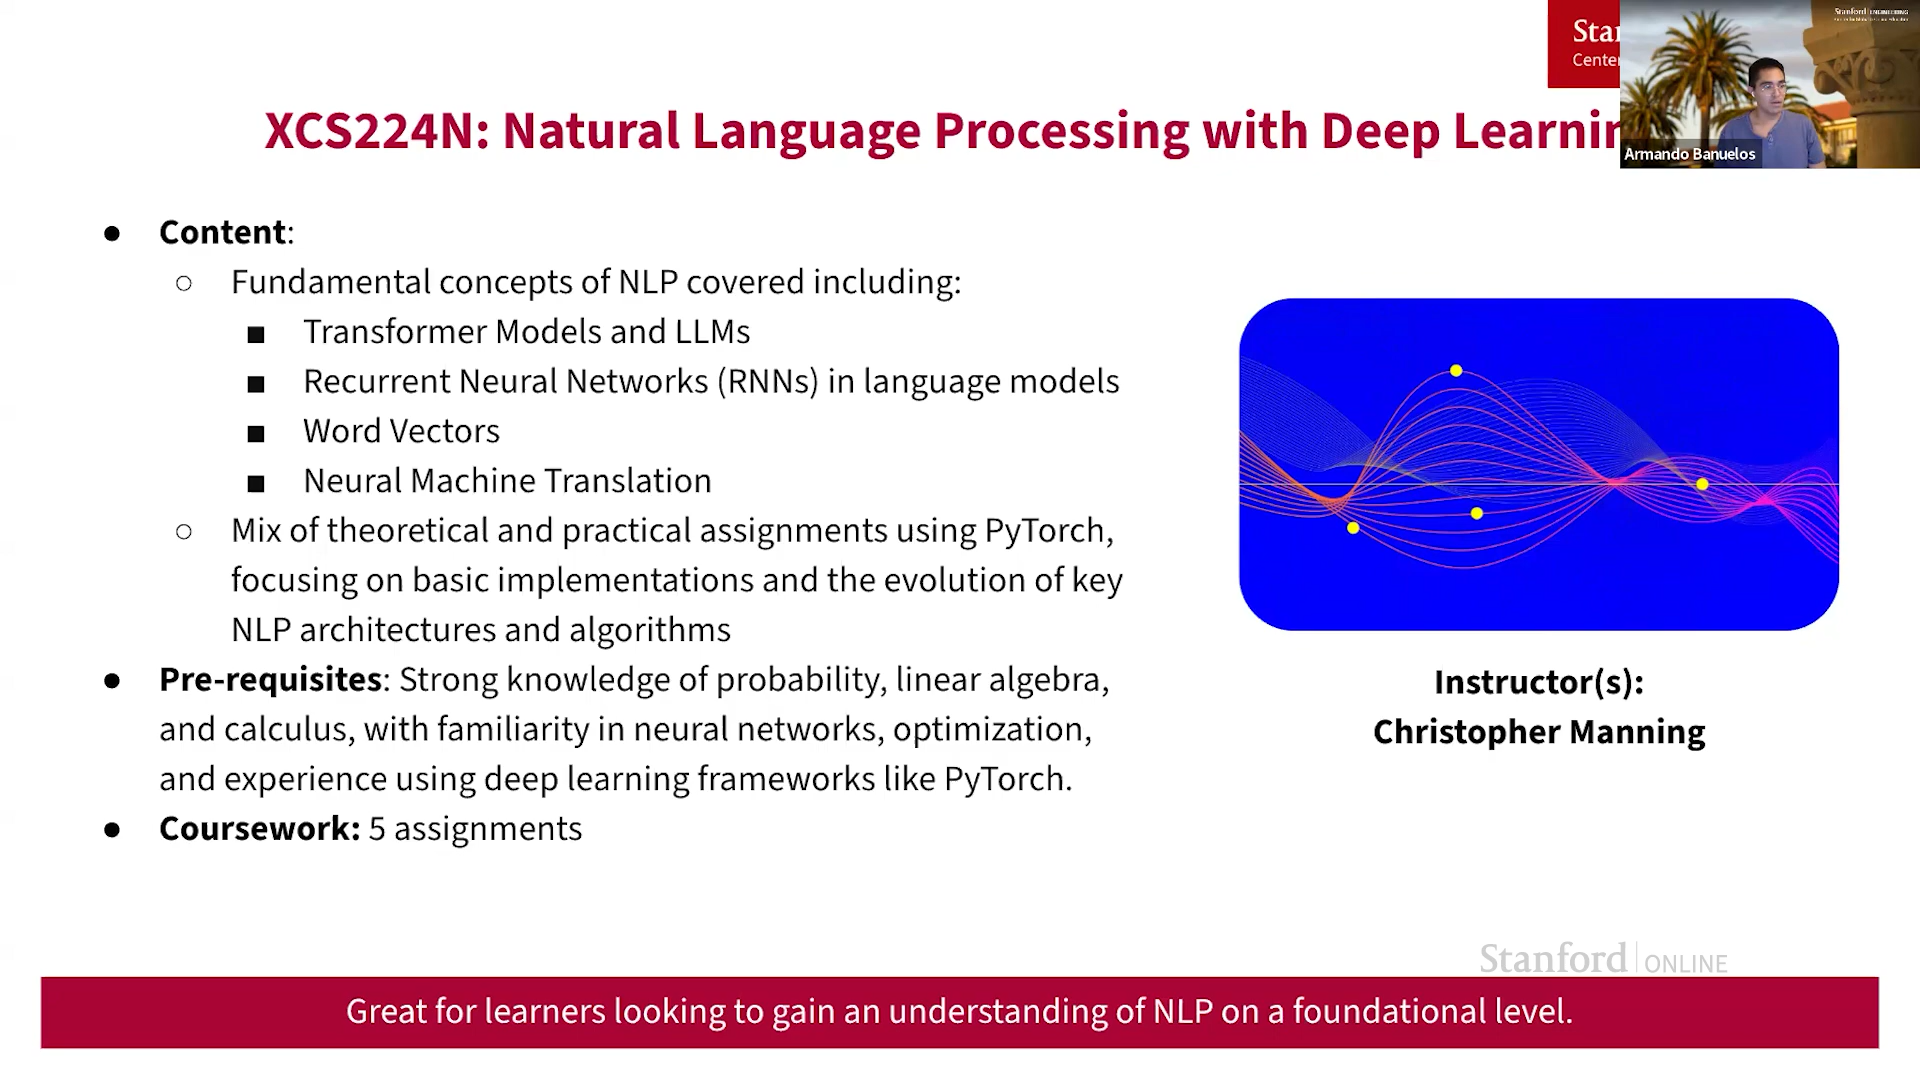 Star
Center
Stanford ENGINEERING
XCS224N: Natural Language Processing with Deep Learnin
Armando Banuelos
● Content:
○ Fundamental concepts of NLP covered including:
■ Transformer Models and LLMs
■ Recurrent Neural Networks (RNNs) in language models
■ Word Vectors
■ Neural Machine Translation
○ Mix of theoretical and practical assignments using PyTorch,
focusing on basic implementations and the evolution of key
NLP architectures and algorithms
● Pre-requisites: Strong knowledge of probability, linear algebra,
and calculus, with familiarity in neural networks, optimization,
and experience using deep learning frameworks like PyTorch.
● Coursework: 5 assignments
Instructor(s):
Christopher Manning
Stanford ONLINE
Great for learners looking to gain an understanding of NLP on a foundational level.